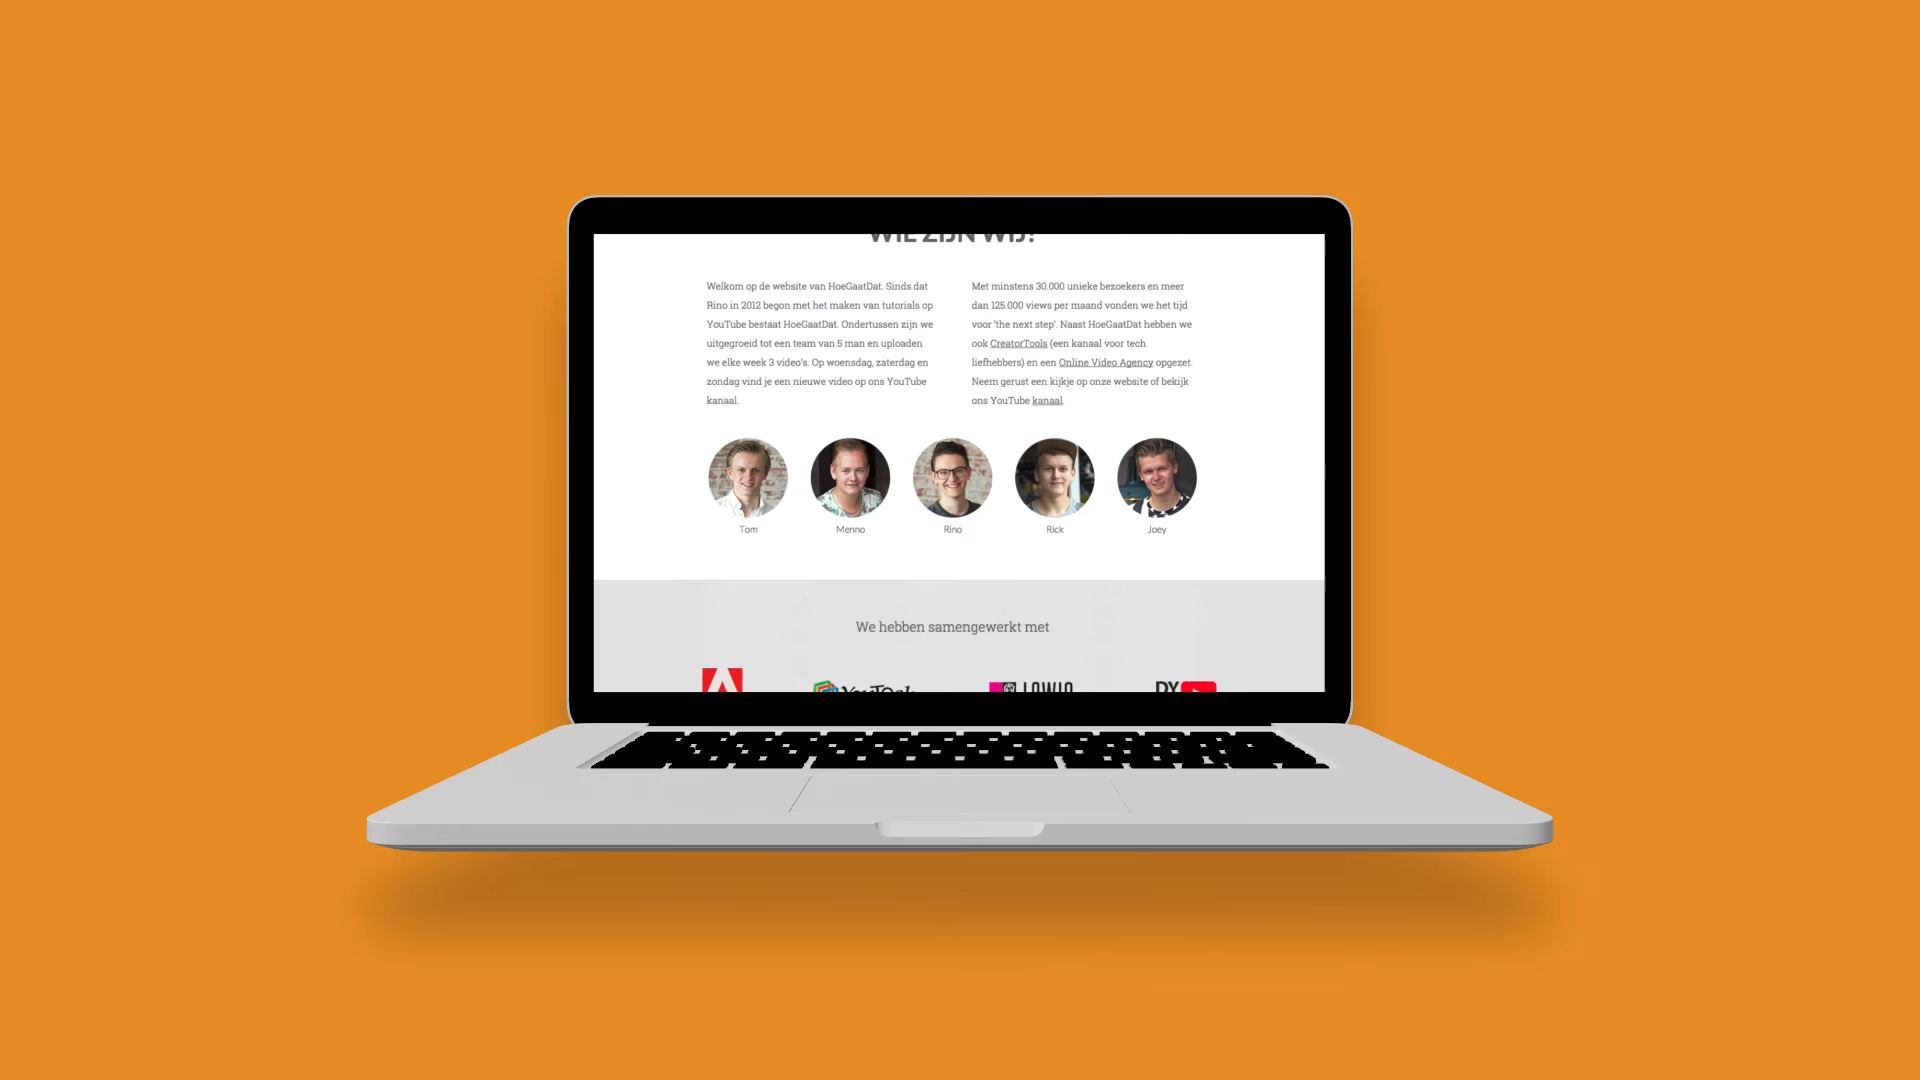 WIE ZIJN WIJ?
Welkom op de website van HoeGaatDat. Sinds dat
Rino in 2012 begon met het maken van tutorials op
YouTube bestaat HoeGaatDat. Ondertussen zijn we
uitgegroeid tot een team van 5 man en uploaden
we elke week 3 video's. Op woensdag, zaterdag en
zondag vind je een nieuwe video op ons YouTube
kanaal.
Met minstens 30.000 unieke bezoekers en meer
dan 125.000 views per maand vonden we het tijd
voor 'the next step'. Naast HoeGaatDat hebben we
ook CreatorTools (een kanaal voor tech
liefhebbers) en een Online Video Agency opgezet.
Neem gerust een kijkje op onze website of bekijk
ons YouTube kanaal.
Tom
Menno
Rino
Rick
Joey
We hebben samengewerkt met